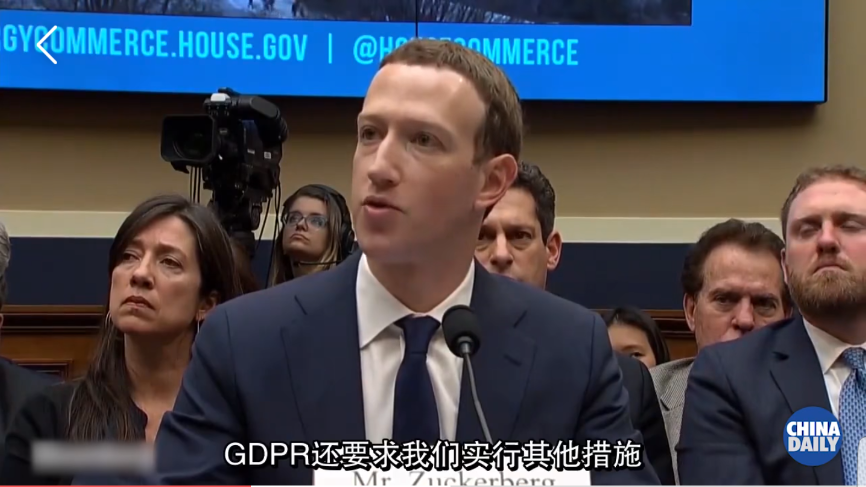 GYCOMMERCE.HOUSE.GOV | @HOUSECOMMERCE
GDPR还要求我们实行其他措施
Mr. Zuckerberg
CHINA
DAILY